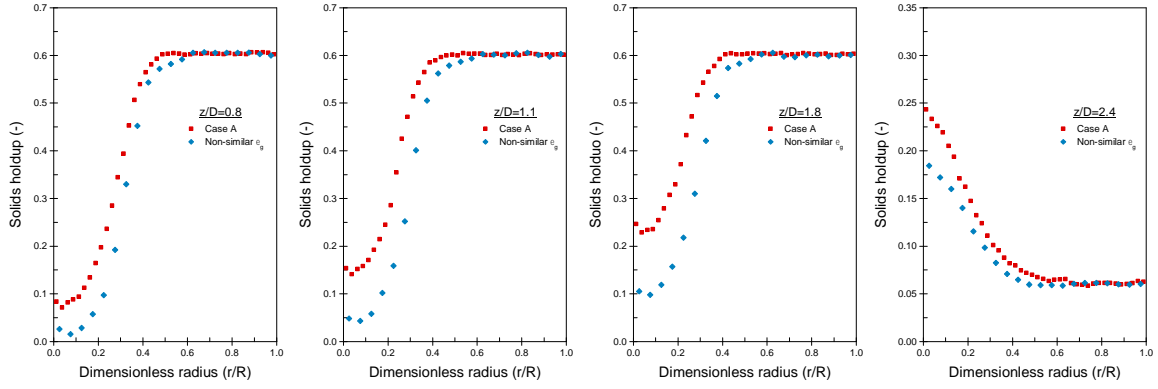 0.7
0.6
0.5
0.4
0.3
0.2
0.1
0.0
Solids holdup (-)
z/D=0.8
Case A
Non-similar εg
0.0 0.2 0.4 0.6 0.8 1.0
Dimensionless radius (r/R)
0.7
0.6
0.5
0.4
0.3
0.2
0.1
0.0
Solids holdup (-)
z/D=1.1
Case A
Non-similar εg
0.0 0.2 0.4 0.6 0.8 1.0
Dimensionless radius (r/R)
0.7
0.6
0.5
0.4
0.3
0.2
0.1
0.0
Solids holduo (-)
z/D=1.8
Case A
Non-similar εg
0.0 0.2 0.4 0.6 0.8 1.0
Dimensionless radius (r/R)
0.35
0.30
0.25
0.20
0.15
0.10
0.05
0.00
Solids holdup (-)
z/D=2.4
Case A
Non-similar εg
0.0 0.2 0.4 0.6 0.8 1.0
Dimensionless radius (r/R)